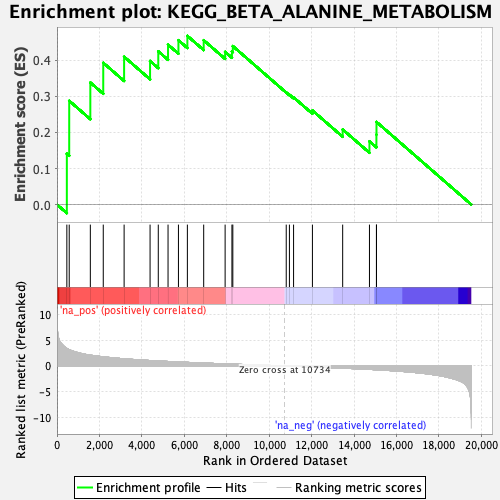 Enrichment plot: KEGG_BETA_ALANINE_METABOLISM
Enrichment score (ES)
0.4
0.3
0.2
0.1
0.0
'na_pos' (positively correlated)
Ranked list metric (PreRanked)
10
5
0
-5
-10
Zero cross at 10734
'na_neg' (negatively correlated)
0 2,000 4,000 6,000 8,000 10,000 12,000 14,000 16,000 18,000 20,000
Rank in Ordered Dataset
Enrichment profile Hits Ranking metric scores